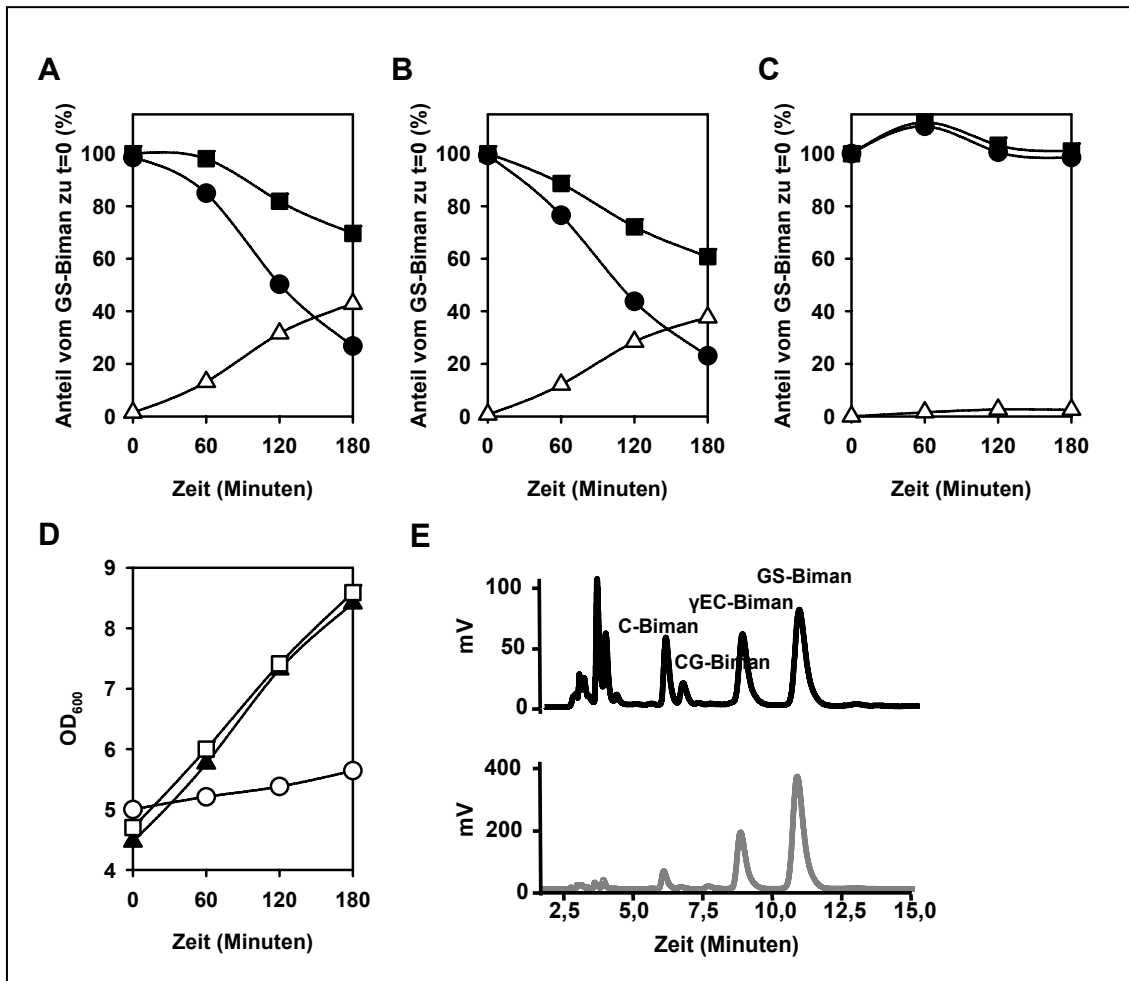 A
B
C
Anteil vom GS-Biman zu t=0 (%)
100
80
60
40
20
0
0 60 120 180
Zeit (Minuten)
Anteil vom GS-Biman zu t=0 (%)
100
80
60
40
20
0
0 60 120 180
Zeit (Minuten)
Anteil vom GS-Biman zu t=0 (%)
100
80
60
40
20
0
0 60 120 180
Zeit (Minuten)
D
OD600
9
8
7
6
5
4
0 60 120 180
Zeit (Minuten)
E
mV
100
50
0
C-Biman
CG-Biman
γEC-Biman
GS-Biman
mV
400
200
0
2,5 5,0 7,5 10,0 12,5 15,0
Zeit (Minuten)